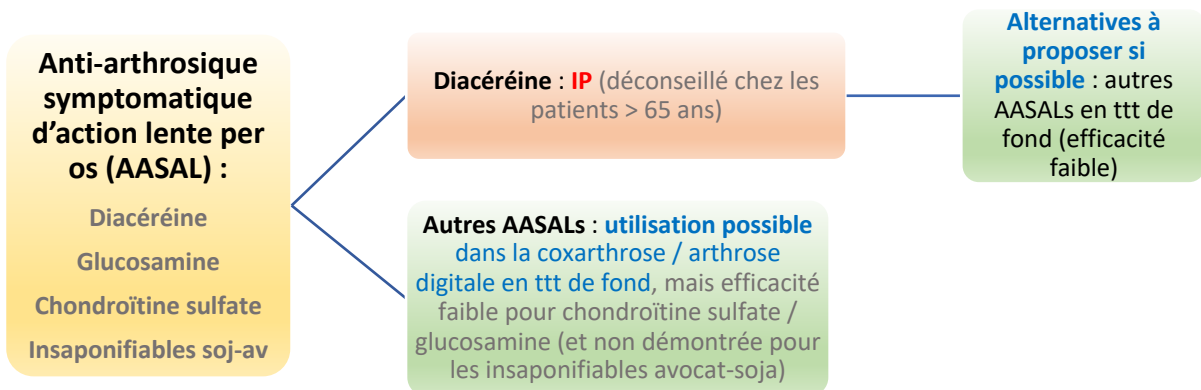 Anti-arthrosique
symptomatique
d’action lente per
os (AASAL) :
Diacéréine
Glucosamine
Chondroïtine sulfate
Insaponifiables soj-av
Diacéréine : IP (déconseillé chez les
patients > 65 ans)
Alternatives à
proposer si
possible : autres
AASALs en ttt de
fond (efficacité
faible)
Autres AASALs : utilisation possible
dans la coxarthrose / arthrose
digitale en ttt de fond, mais efficacité
faible pour chondroïtine sulfate /
glucosamine (et non démontrée pour
les insaponifiables avocat-soja)